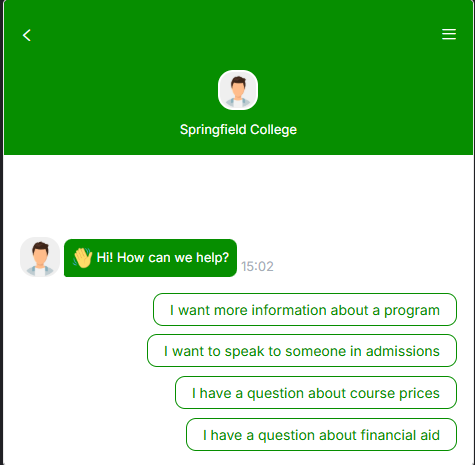 Springfield College
Hi! How can we help?
15:02
I want more information about a program
I want to speak to someone in admissions
I have a question about course prices
I have a question about financial aid